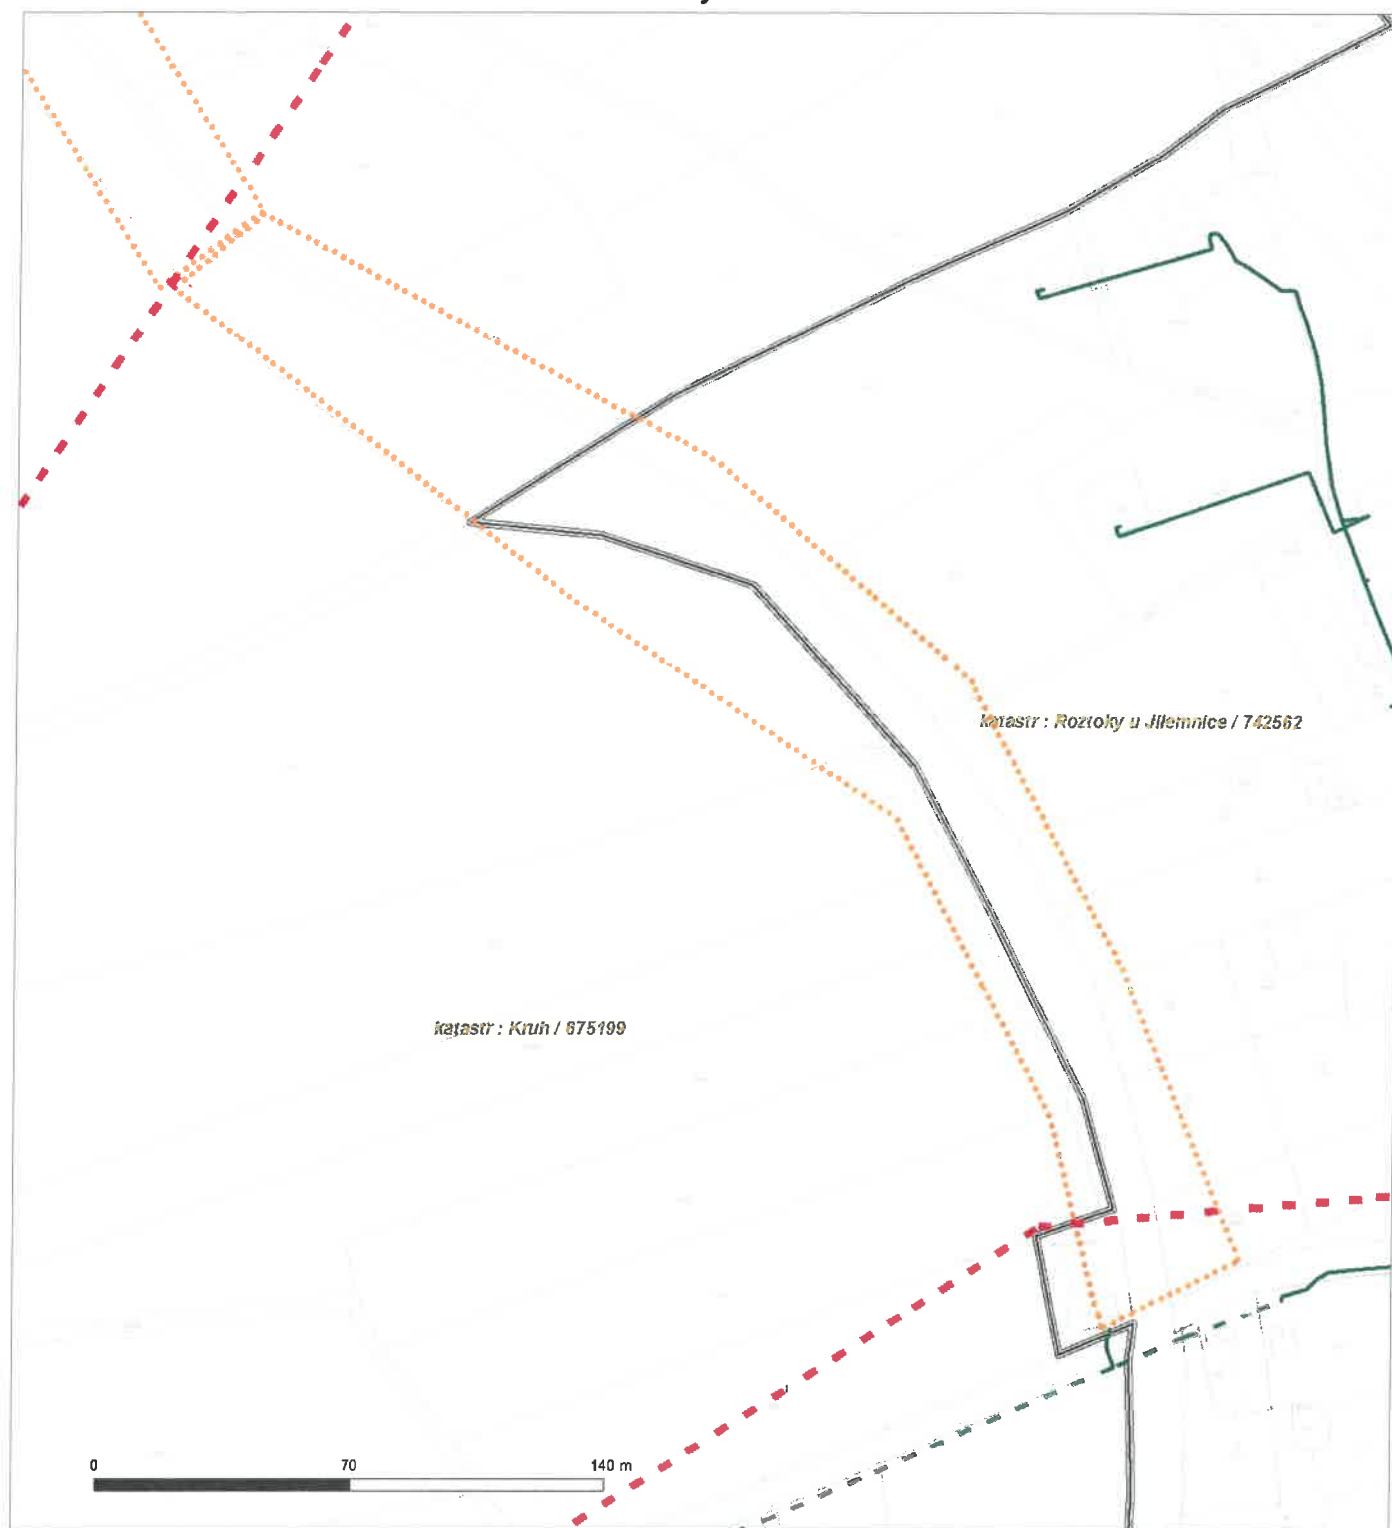 katastr : Roztoky u Jilemnice / 742562
katastr : Kruh / 675199
0 70 140 m